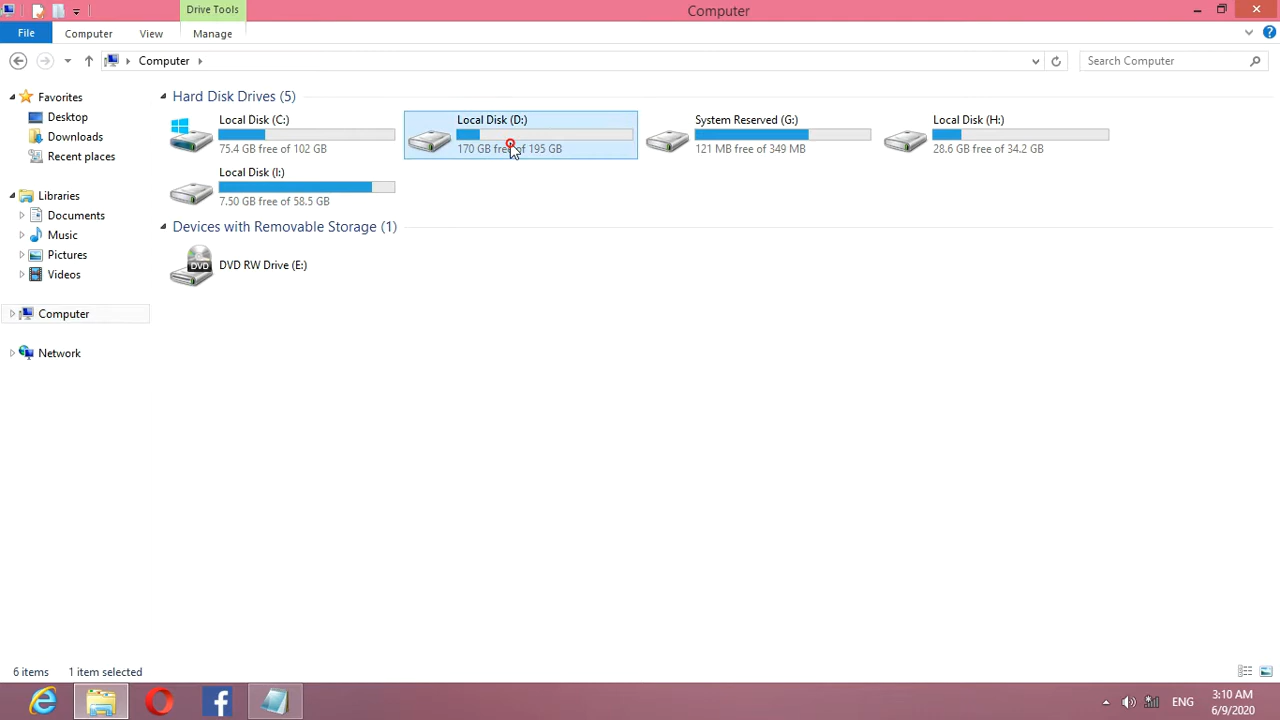 Drive Tools
Computer
File
Computer
View
Manage
Computer
Search Computer
Favorites
Desktop
Downloads
Recent places
Libraries
Documents
Music
Pictures
Videos
Computer
Network
Hard Disk Drives (5)
Local Disk (C:)
75.4 GB free of 102 GB
Local Disk (D:)
170 GB free of 195 GB
System Reserved (G:)
121 MB free of 349 MB
Local Disk (H:)
28.6 GB free of 34.2 GB
Local Disk (I:)
7.50 GB free of 58.5 GB
Devices with Removable Storage (1)
DVD
DVD RW Drive (E:)
6 items
1 item selected
ENG
3:10 AM
6/9/2020